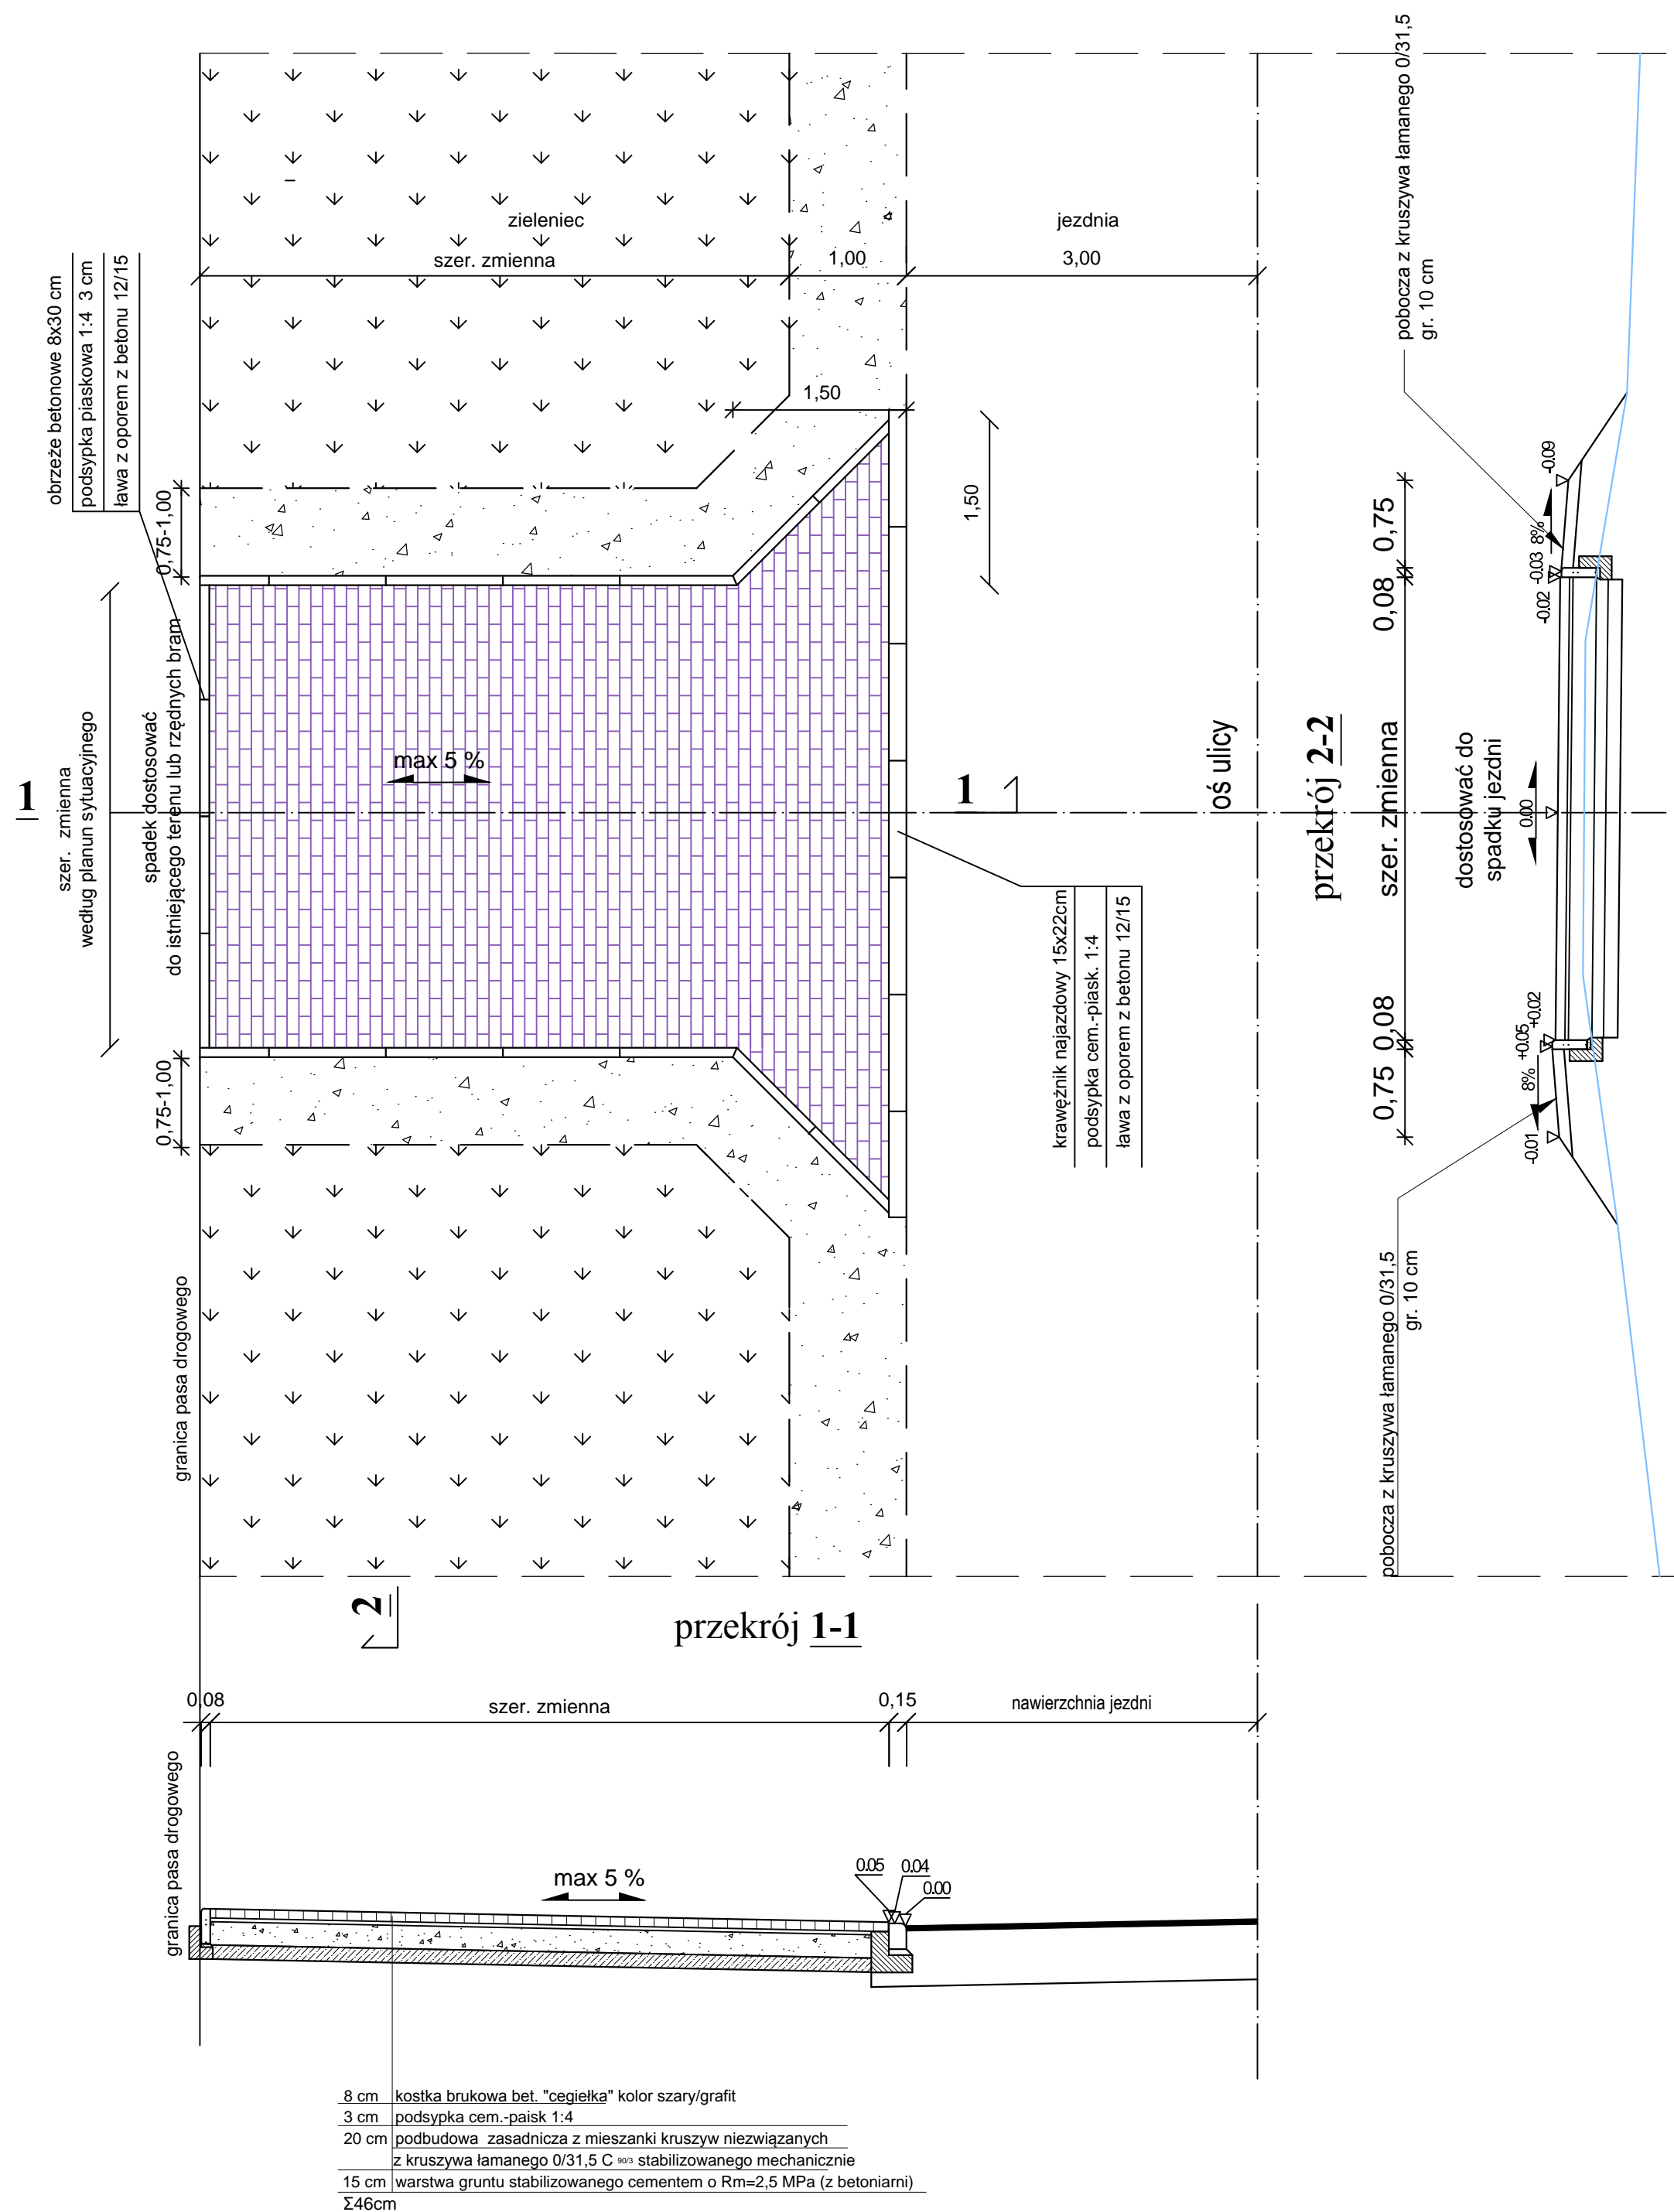 zieleniec
szer. zmienna
1,00
jezdnia
3,00
obrzeże betonowe 8x30 cm
podsypka piaskowa 1:4 3 cm
ława z oporem z betonu 12/15
1,50
1,50
0,75-1,00
1
szer. zmienna
według planun sytuacyjnego
spadek dostosować
do istniejącego terenu lub rzędnych bram
max 5 %
1
oś ulicy
krawężnik najazdowy 15x22cm
podsypka cem.-piask. 1:4
ława z oporem z betonu 12/15
0,75-1,00
granica pasa drogowego
2
pobocza z kruszywa łamanego 0/31,5
gr. 10 cm
przekrój 2-2
0,75
0,08
szer. zmienna
0,08
0,75
dostosować do
spadku jezdni
-0.09
8%
-0.03
-0.02
0.00
+0.02
+0.05
8%
-0.01
pobocza z kruszywa łamanego 0/31,5
gr. 10 cm
przekrój 1-1
0,08
szer. zmienna
0,15
nawierzchnia jezdni
granica pasa drogowego
max 5 %
0.05
0.04
0.00
8 cm kostka brukowa bet. "cegiełka" kolor szary/grafit
3 cm podsypka cem.-paisk 1:4
20 cm podbudowa zasadnicza z mieszanki kruszyw niezwiązanych
z kruszywa łamanego 0/31,5 C 90/3 stabilizowanego mechanicznie
15 cm warstwa gruntu stabilizowanego cementem o Rm=2,5 MPa (z betoniarni)
Σ46cm